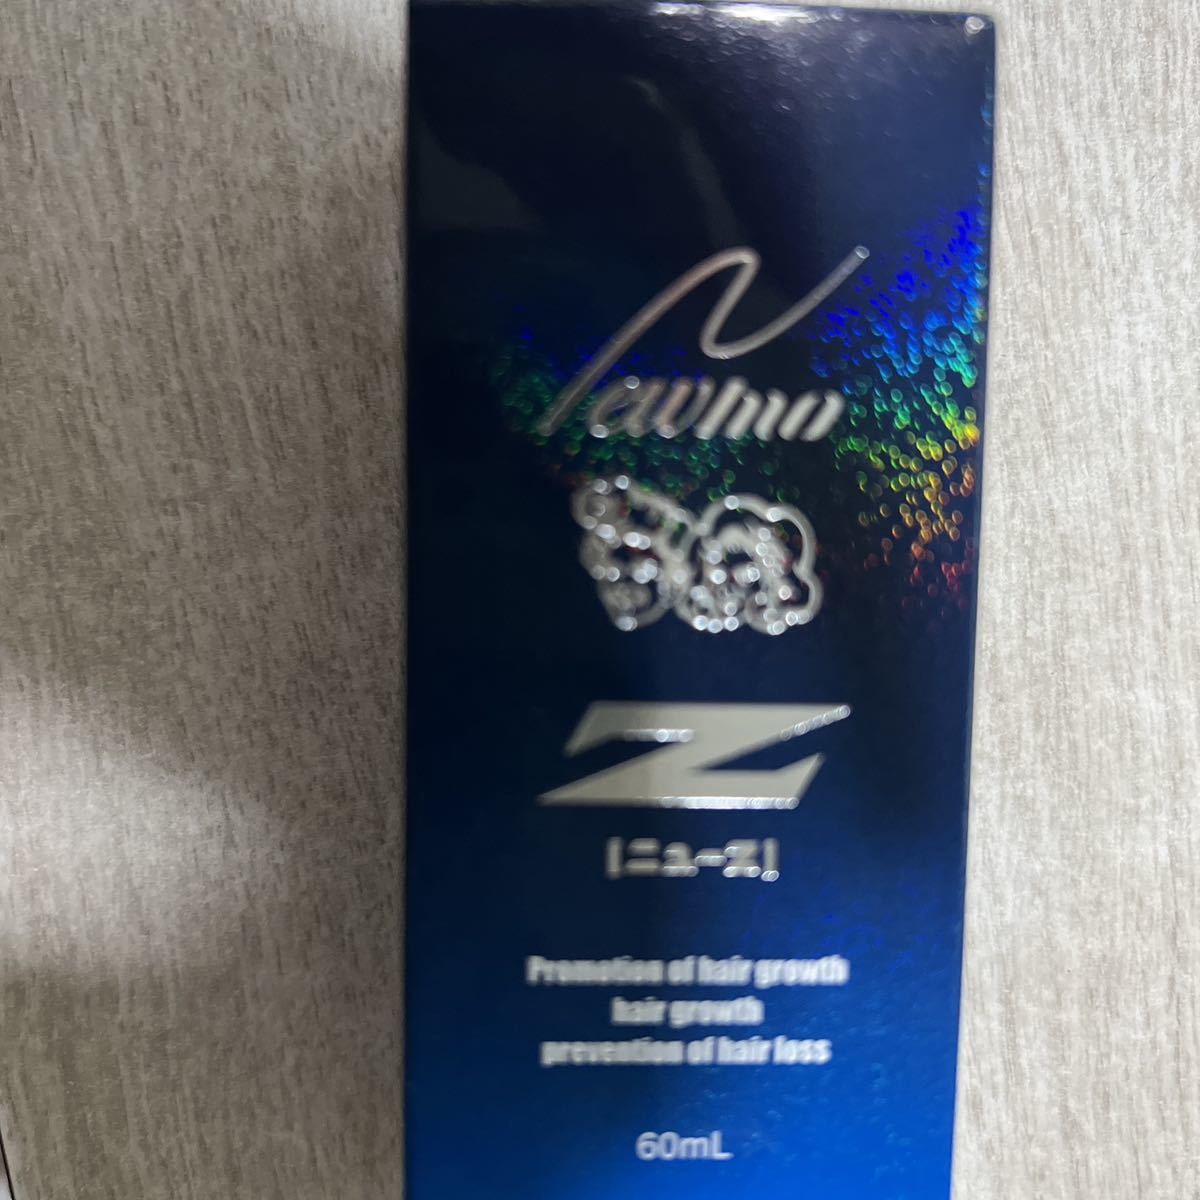 Newmo
Z
[ニューZ]
Promotion of hair growth
hair growth
prevention of hair loss
60mL